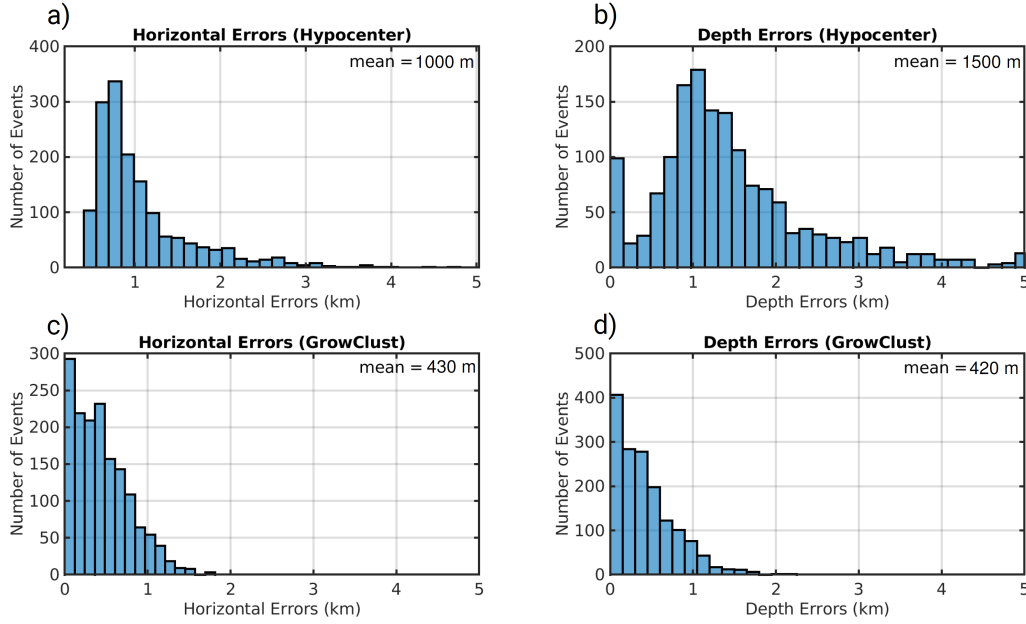 a)
Horizontal Errors (Hypocenter)
mean = 1000 m
400
300
200
100
0
Number of Events
1
2
3
4
5
Horizontal Errors (km)
b)
Depth Errors (Hypocenter)
mean = 1500 m
200
150
100
50
0
Number of Events
0
1
2
3
4
5
Depth Errors (km)
c)
Horizontal Errors (GrowClust)
mean = 430 m
300
250
200
150
100
50
0
Number of Events
0
1
2
3
4
5
Horizontal Errors (km)
d)
Depth Errors (GrowClust)
mean = 420 m
500
400
300
200
100
0
Number of Events
0
1
2
3
4
5
Depth Errors (km)